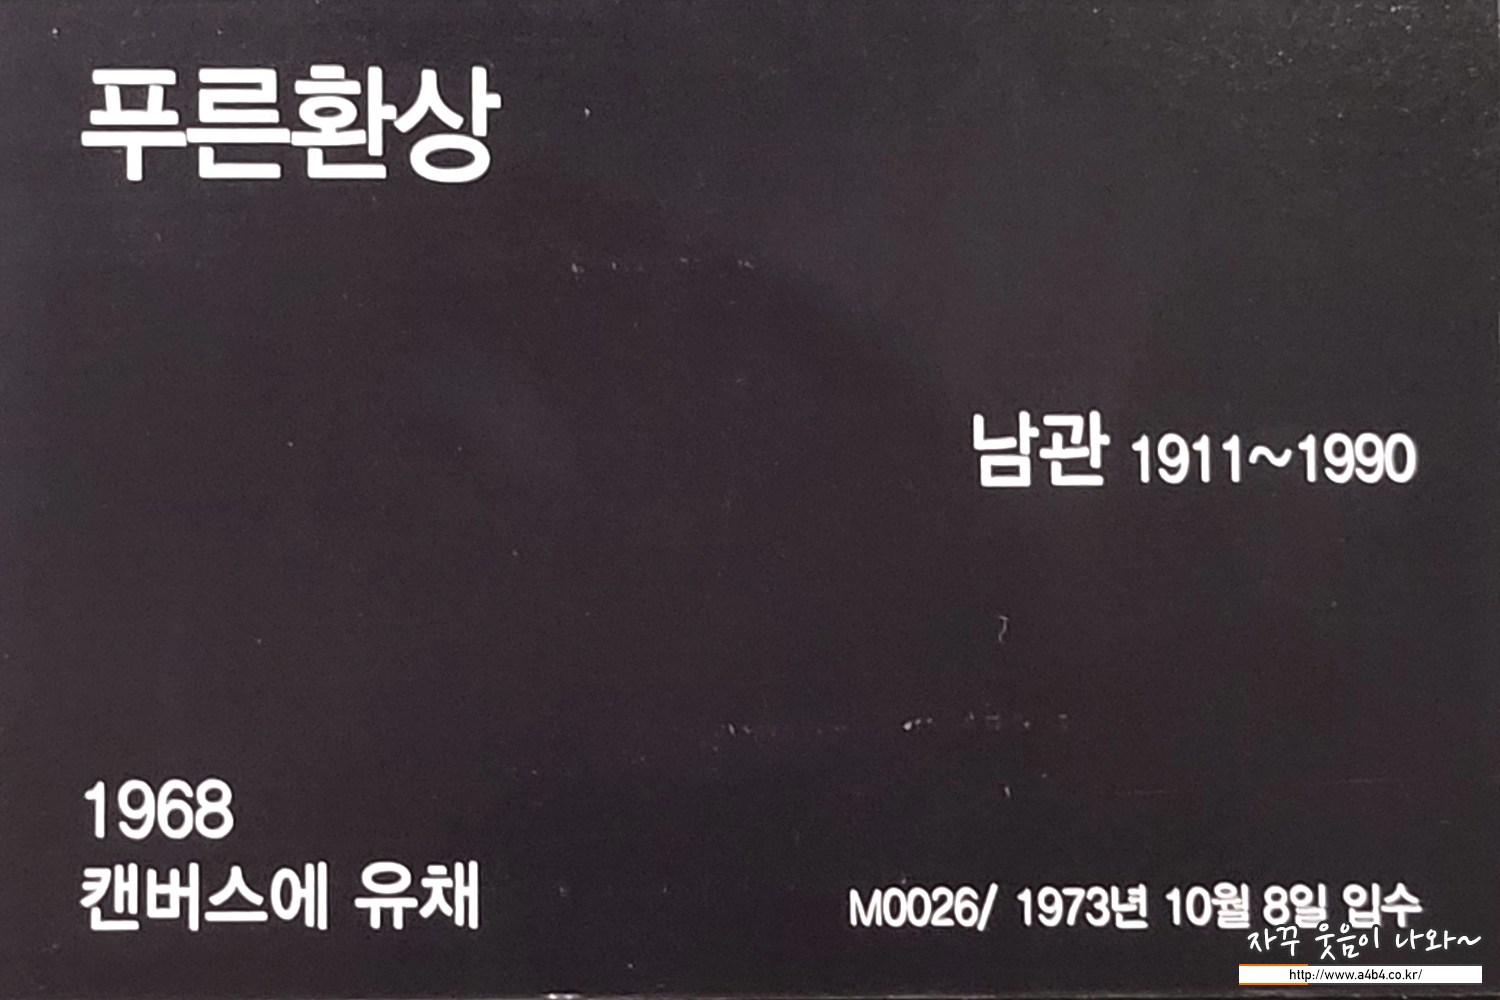 푸른환상
남관 1911~1990
1968
캔버스에 유채
M0026/ 1973년 10월 8일 입수
자꾸 웃음이 나와~
http://www.a4b4.co.kr/